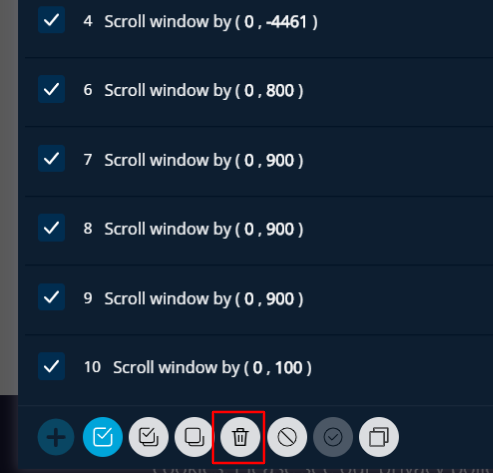 4 Scroll window by ( 0 , -4461 )
6 Scroll window by ( 0 , 800 )
7 Scroll window by ( 0 , 900 )
8 Scroll window by ( 0 , 900 )
9 Scroll window by ( 0 , 900 )
10 Scroll window by ( 0 , 100 )